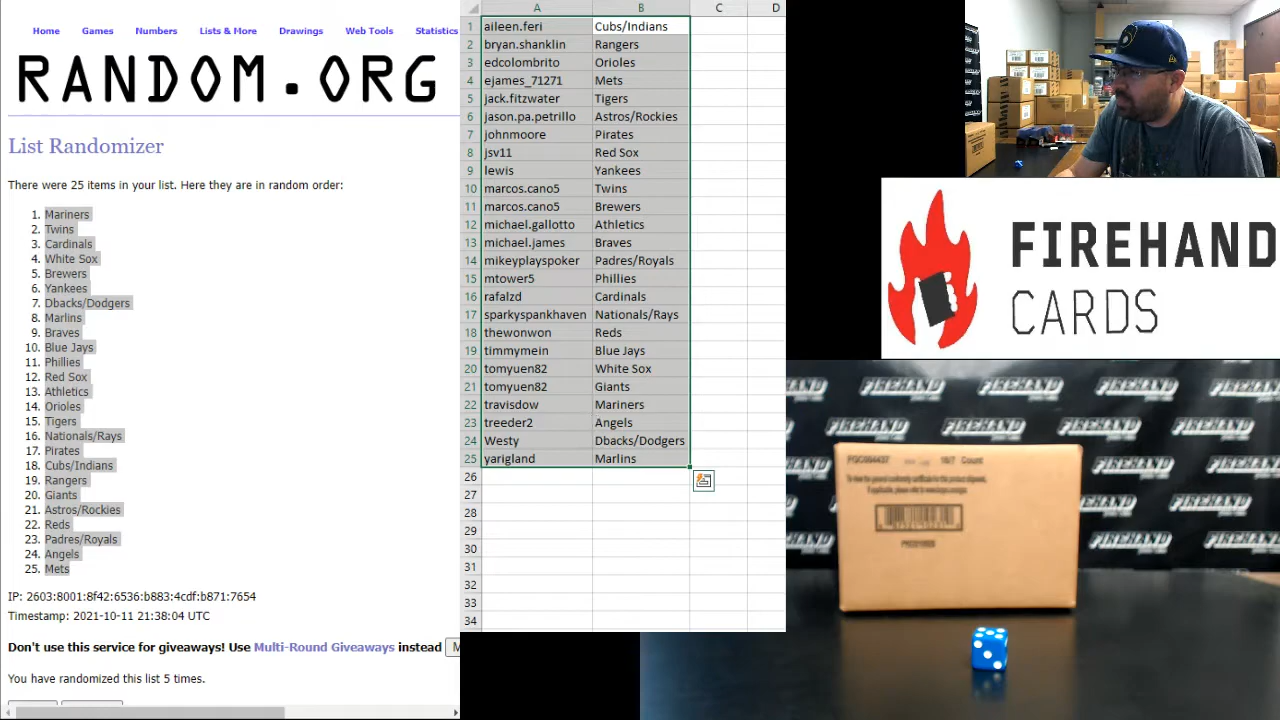 Home Games Numbers Lists & More Drawings Web Tools Statistics
RANDOM.ORG
List Randomizer
There were 25 items in your list. Here they are in random order:
1. Mariners
2. Twins
3. Cardinals
4. White Sox
5. Brewers
6. Yankees
7. Dbacks/Dodgers
8. Marlins
9. Braves
10. Blue Jays
11. Phillies
12. Red Sox
13. Athletics
14. Orioles
15. Tigers
16. Nationals/Rays
17. Pirates
18. Cubs/Indians
19. Rangers
20. Giants
21. Astros/Rockies
22. Reds
23. Padres/Royals
24. Angels
25. Mets
IP: 2603:8001:8f42:6536:b883:4cdf:b871:7654
Timestamp: 2021-10-11 21:38:04 UTC
Don't use this service for giveaways! Use Multi-Round Giveaways instead M
You have randomized this list 5 times.
A B C D
1 aileen.feri Cubs/Indians
2 bryan.shanklin Rangers
3 edcolombrito Orioles
4 ejames_71271 Mets
5 jack.fitzwater Tigers
6 jason.pa.petrillo Astros/Rockies
7 johnmoore Pirates
8 jsv11 Red Sox
9 lewis Yankees
10 marcos.cano5 Twins
11 marcos.cano5 Brewers
12 michael.gallotto Athletics
13 michael.james Braves
14 mikeyplayspoker Padres/Royals
15 mtower5 Phillies
16 rafalzd Cardinals
17 sparkyspankhaven Nationals/Rays
18 thewonwon Reds
19 timmymein Blue Jays
20 tomyuen82 White Sox
21 tomyuen82 Giants
22 travisdow Mariners
23 treeder2 Angels
24 Westy Dbacks/Dodgers
25 yarigland Marlins
26
27
28
29
30
31
32
33
34
FIREHAND
CARDS
FIREHAND FIREHAND FIREHAND
FIREHAND FIREHAND FIREHAND
Count